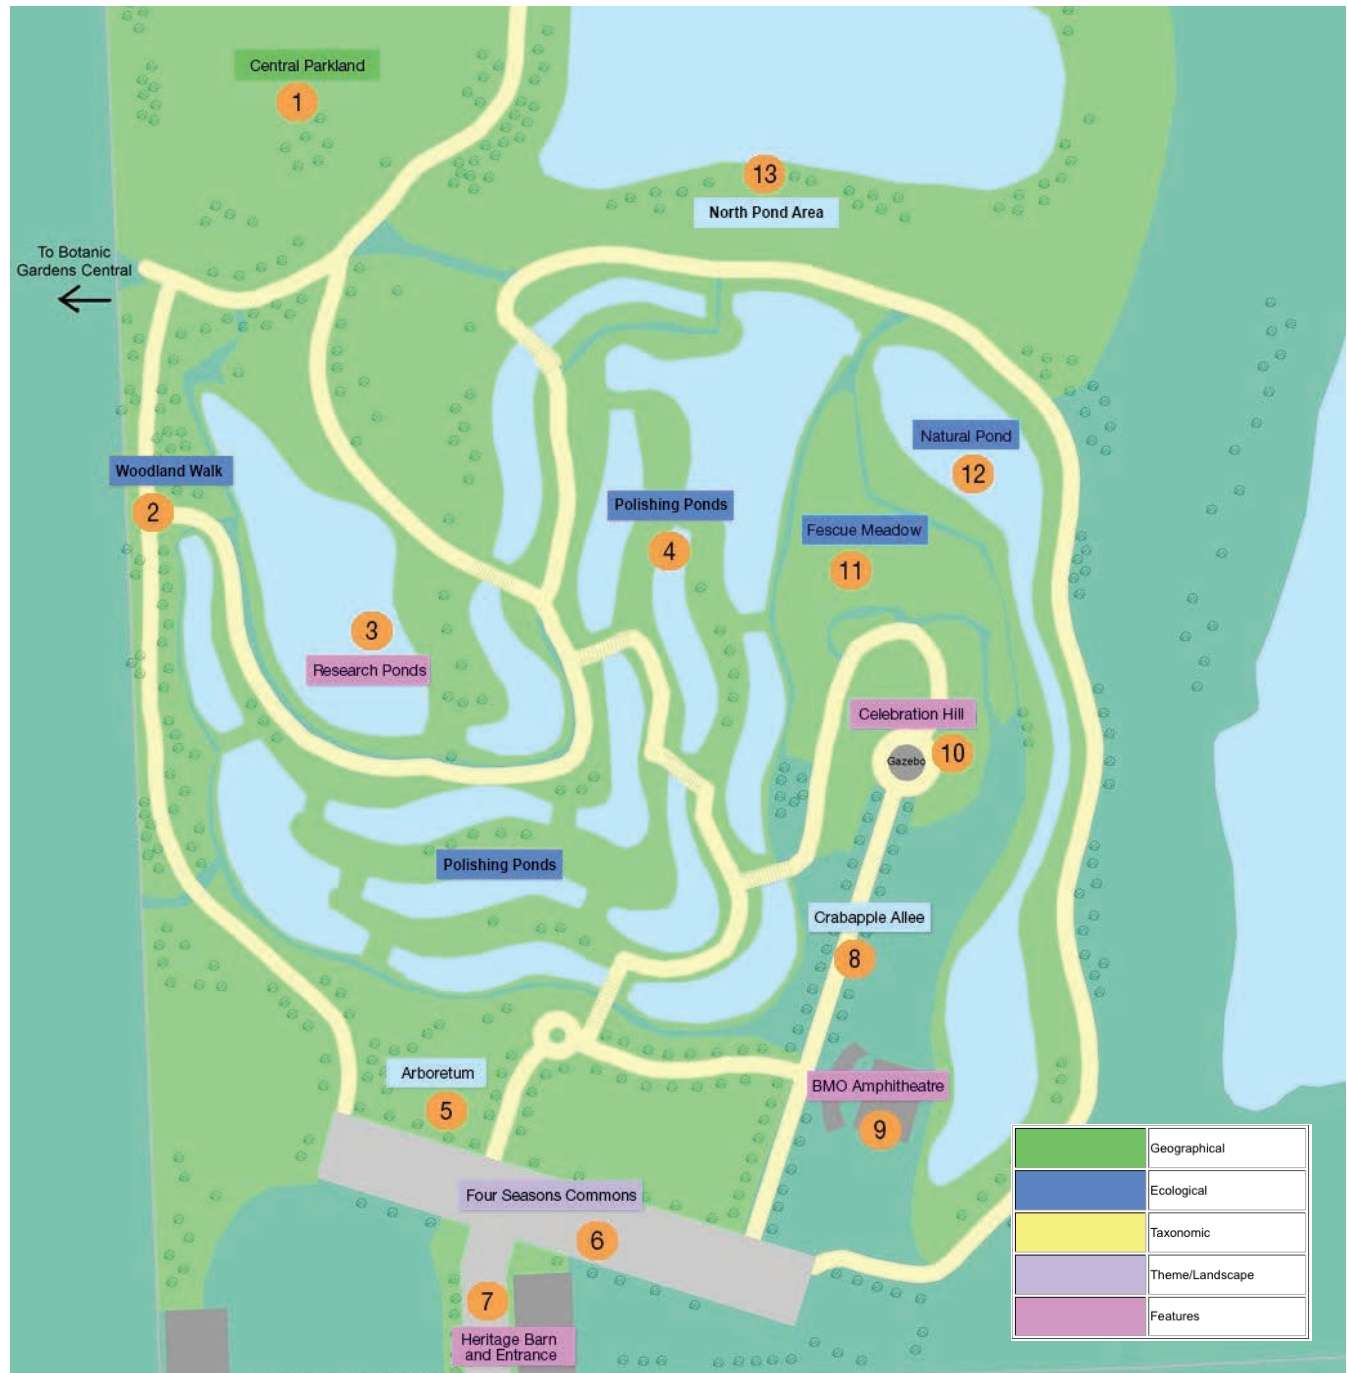 Central Parkland
1
13
North Pond Area
To Botanic
Gardens Central
Natural Pond
12
Woodland Walk
2
Polishing Ponds
4
Fescue Meadow
11
3
Research Ponds
Celebration Hill
10
Gazebo
Polishing Ponds
Crabapple Allee
8
Arboretum
5
BMO Amphitheatre
9
Four Seasons Commons
6
7
Heritage Barn
and Entrance
Geographical
Ecological
Taxonomic
Theme/Landscape
Features